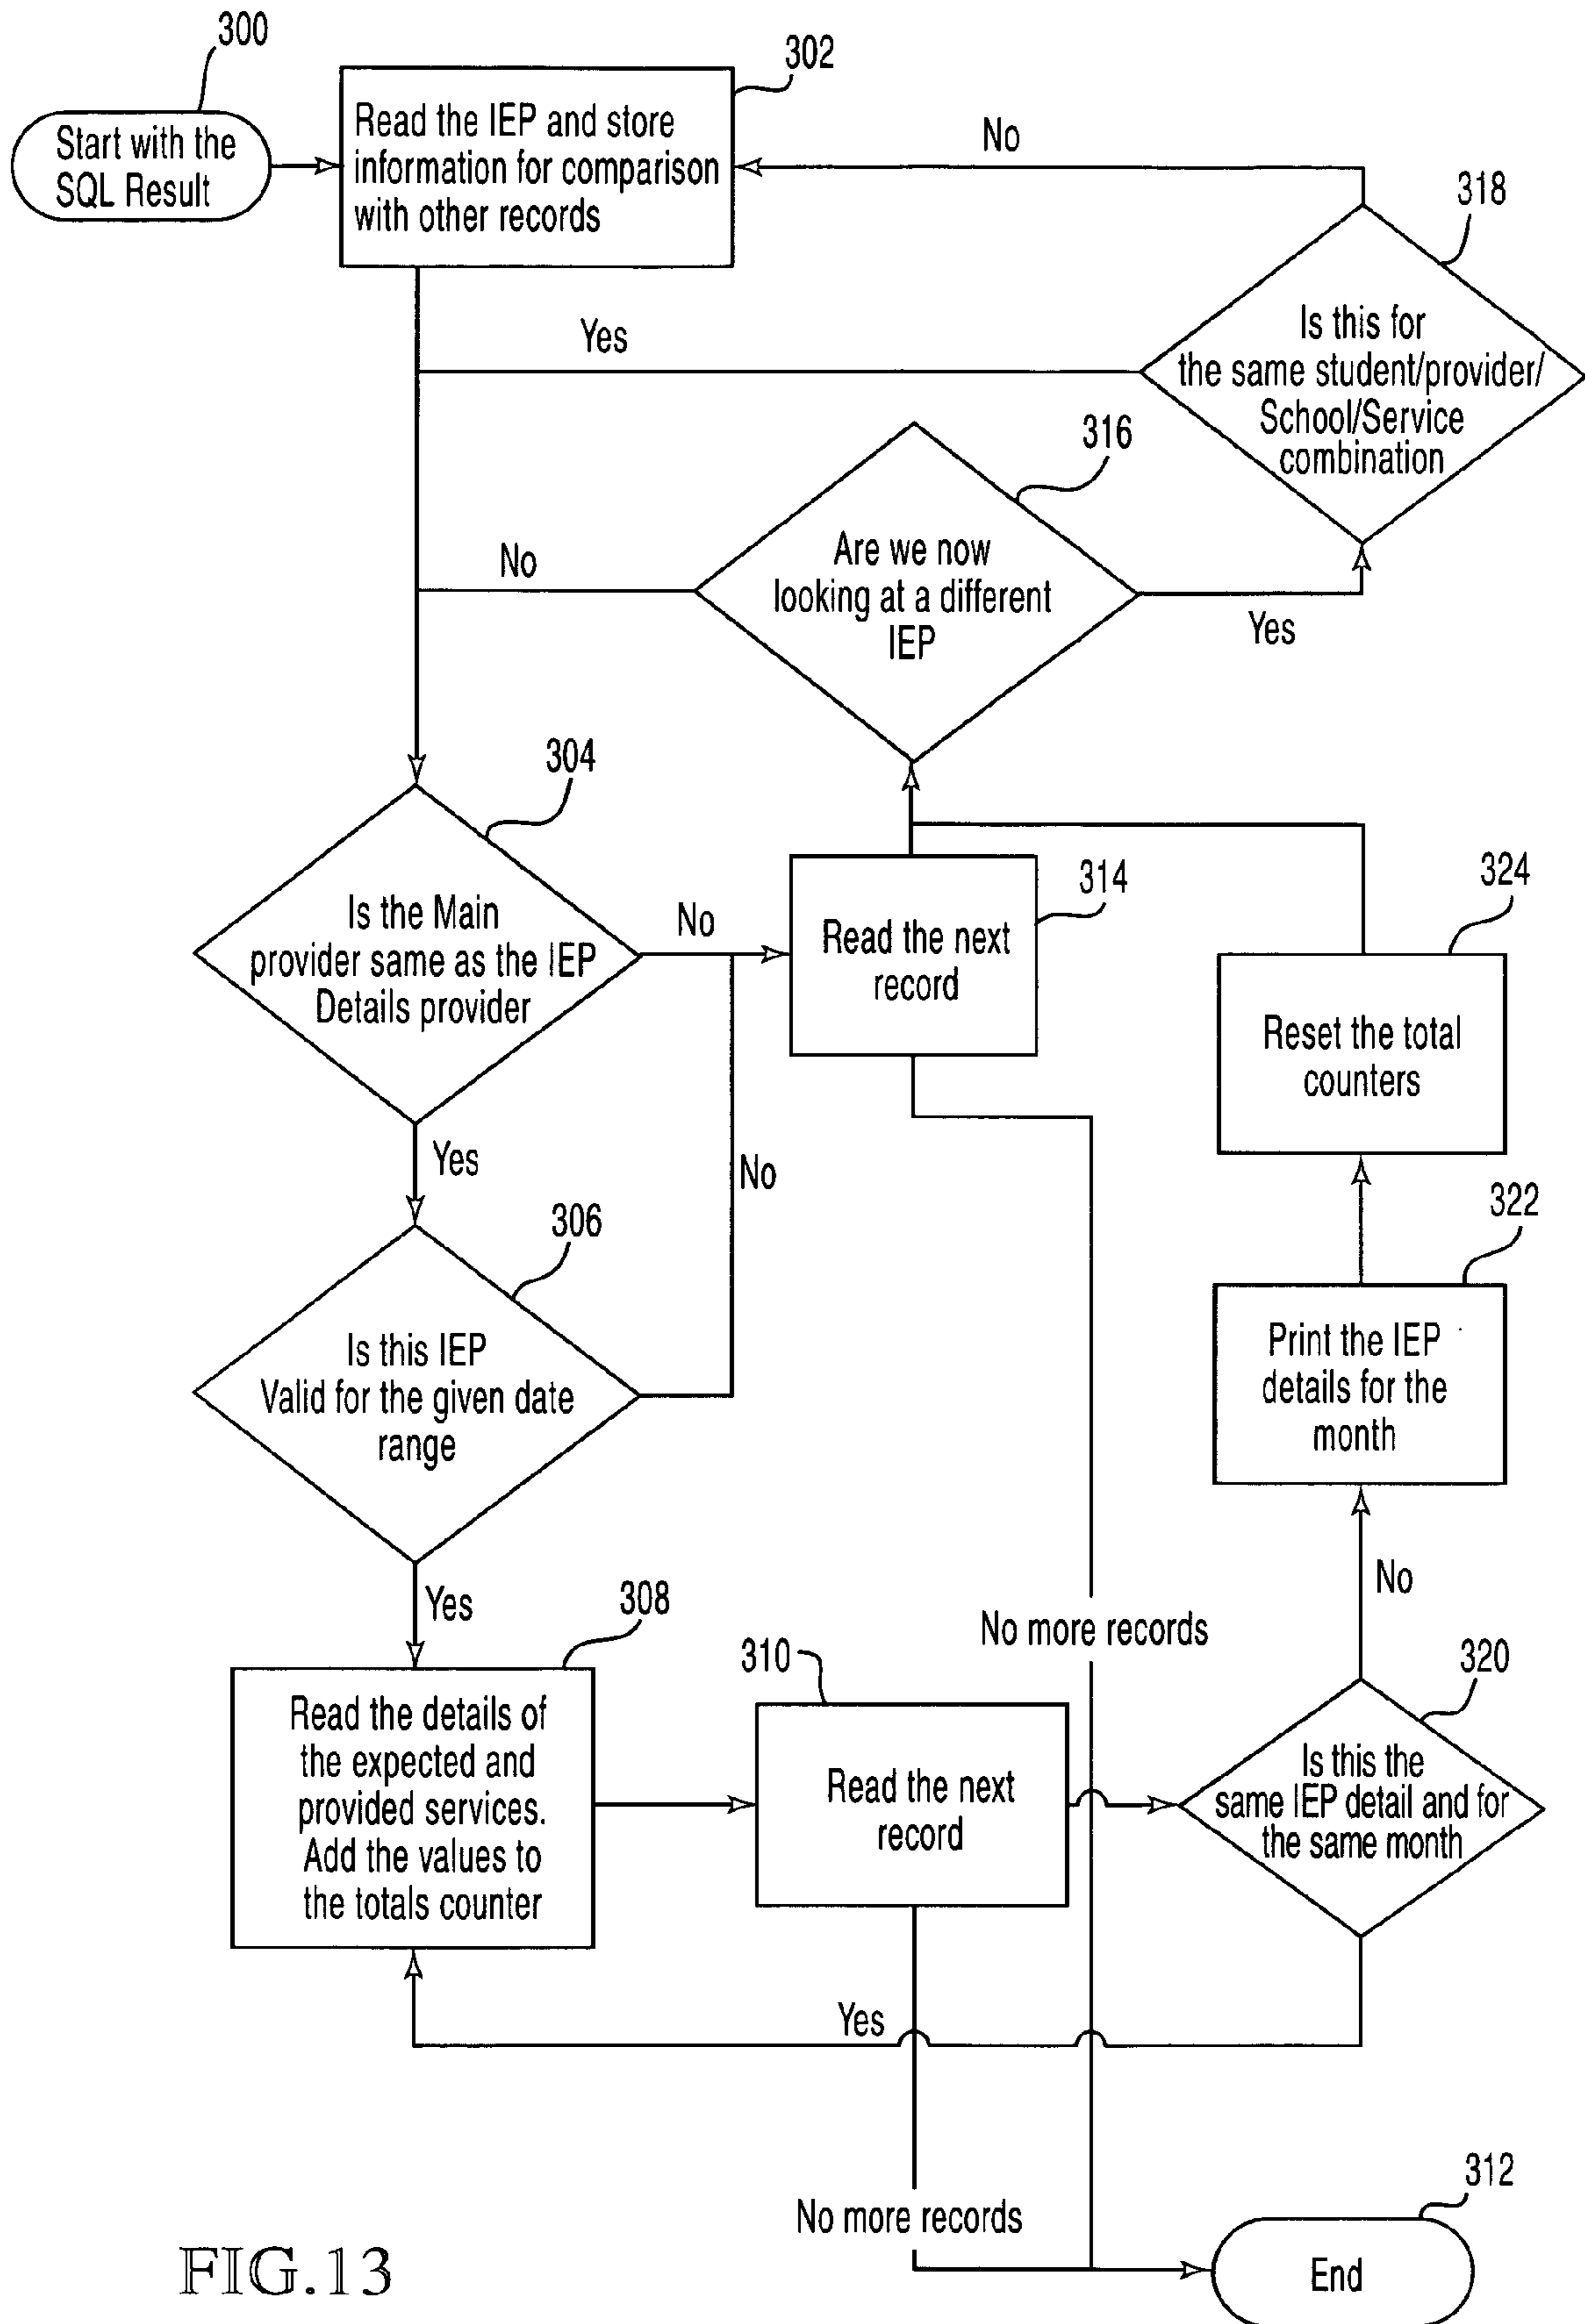 300
Start with the
SQL Result
302
Read the IEP and store
information for comparison
with other records
No
318
Is this for
the same student/provider/
School/Service
combination
Yes
316
Are we now
looking at a different
IEP
No
Yes
304
Is the Main
provider same as the IEP
Details provider
No
314
Read the next
record
324
Reset the total
counters
Yes
No
306
Is this IEP
Valid for the given date
range
322
Print the IEP
details for the
month
Yes
No
308
Read the details of
the expected and
provided services.
Add the values to
the totals counter
310
Read the next
record
No more records
320
Is this the
same IEP detail and for
the same month
Yes
No more records
312
End
FIG.13